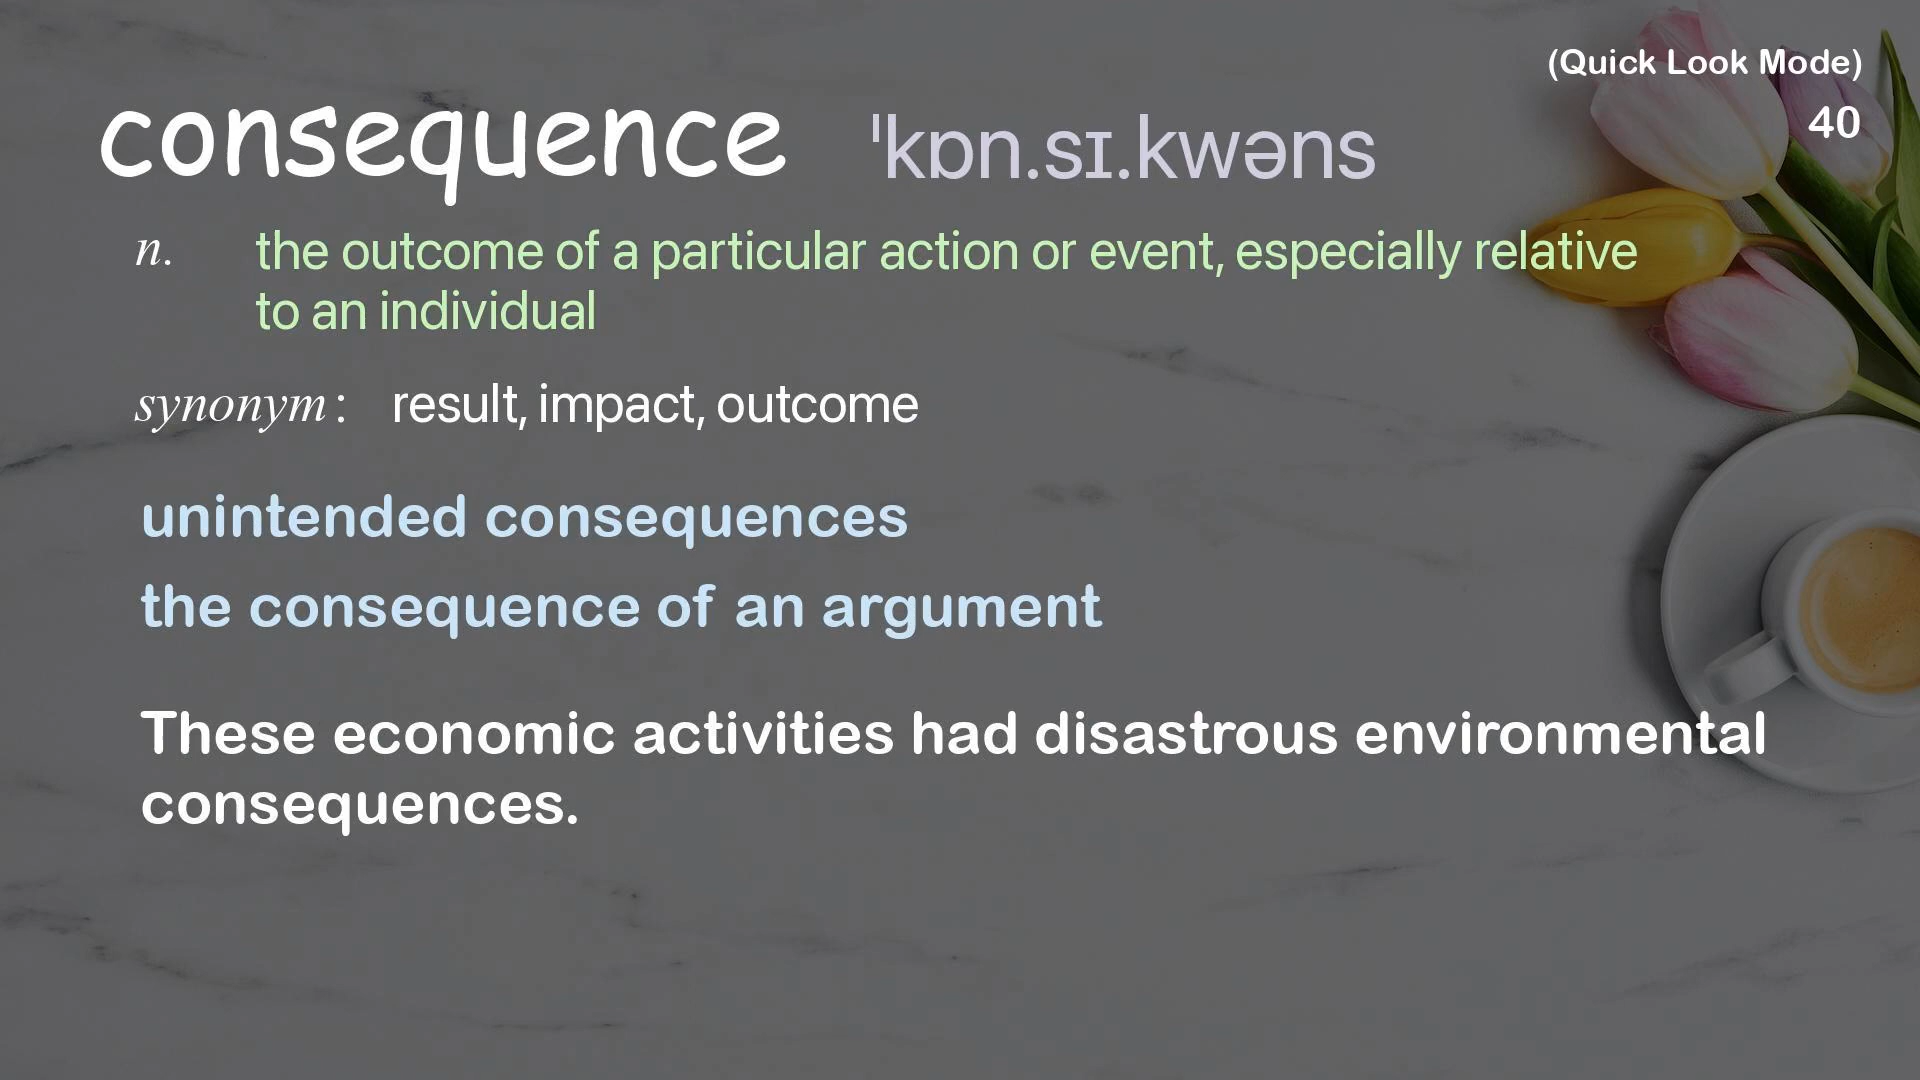 (Quick Look Mode)
consequence ˈkɒn.sɪ.kwəns
40
n. the outcome of a particular action or event, especially relative
to an individual
synonym : result, impact, outcome
unintended consequences
the consequence of an argument
These economic activities had disastrous environmental
consequences.